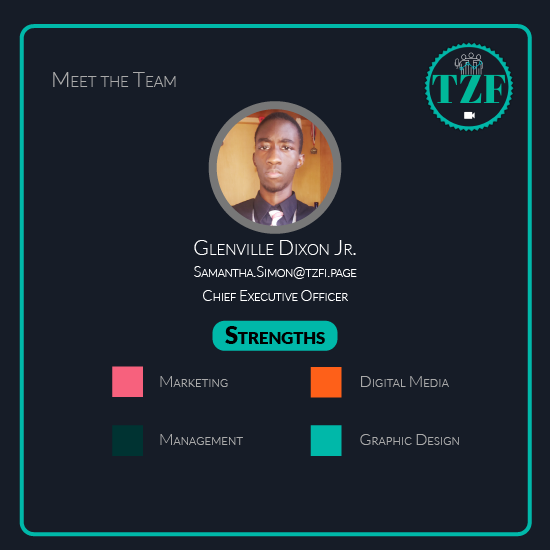 Meet the Team
TZF
Glenville Dixon Jr.
Samantha.Simon@tzfi.page
Chief Executive Officer
Strengths
Marketing
Digital Media
Management
Graphic Design